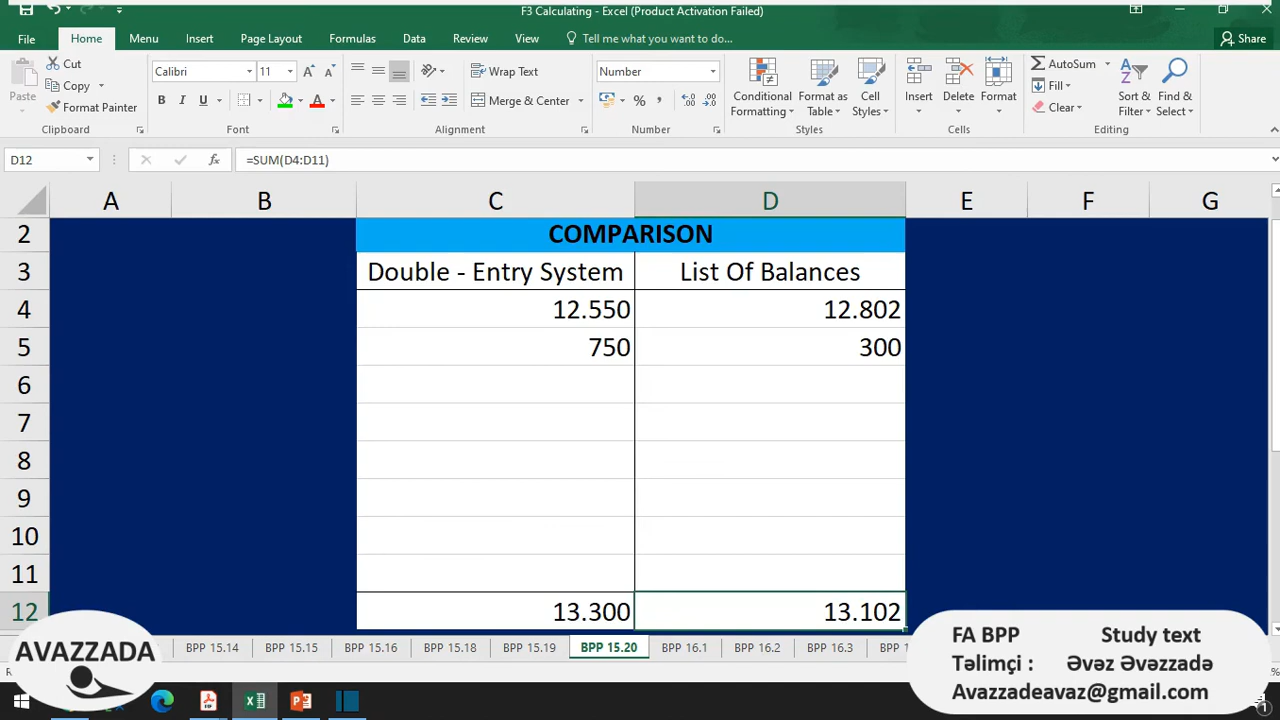 F3 Calculating - Excel (Product Activation Failed)
File Home Menu Insert Page Layout Formulas Data Review View Tell me what you want to do... Share
Paste Cut Copy Format Painter Clipboard
Calibri 11 B I U Font
Wrap Text Merge & Center Alignment
Number % , Number
Conditional Formatting Format as Table Cell Styles Styles
Insert Delete Format Cells
AutoSum Fill Clear Sort & Filter Find & Select Editing
D12 fx =SUM(D4:D11)
A B C D E F G
2 COMPARISON
3 Double - Entry System List Of Balances
4 12.550 12.802
5 750 300
6
7
8
9
10
11
12 13.300 13.102
BPP 15.14 BPP 15.15 BPP 15.16 BPP 15.18 BPP 15.19 BPP 15.20 BPP 16.1 BPP 16.2 BPP 16.3
AVAZZADA
FA BPP Study text
Təlimçi : Əvəz Əvəzzadə
Avazzadeavaz@gmail.com